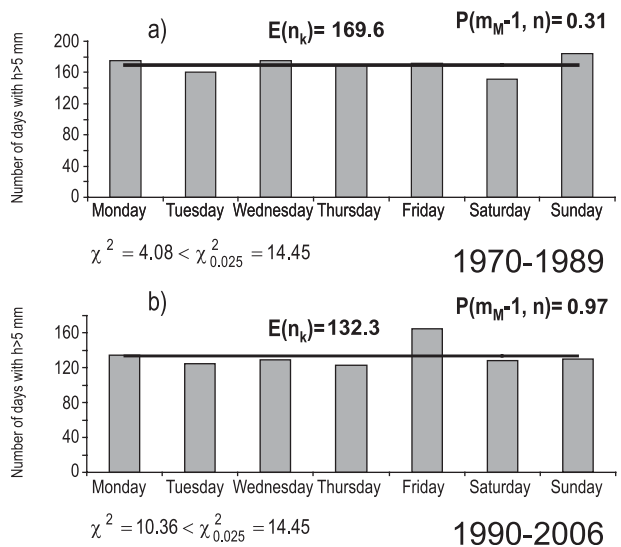 a)
E(nₖ)= 169.6
P(m_M-1, n) = 0.31
Number of days with h>5 mm
200
160
120
80
40
0
Monday Tuesday Wednesday Thursday Friday Saturday Sunday
χ² = 4.08 < χ²₀.₀₂₅ = 14.45
1970-1989
b)
E(nₖ)=132.3
P(m_M-1, n) = 0.97
Number of days with h>5 mm
160
120
80
40
0
Monday Tuesday Wednesday Thursday Friday Saturday Sunday
χ² = 10.36 < χ²₀.₀₂₅ = 14.45
1990-2006